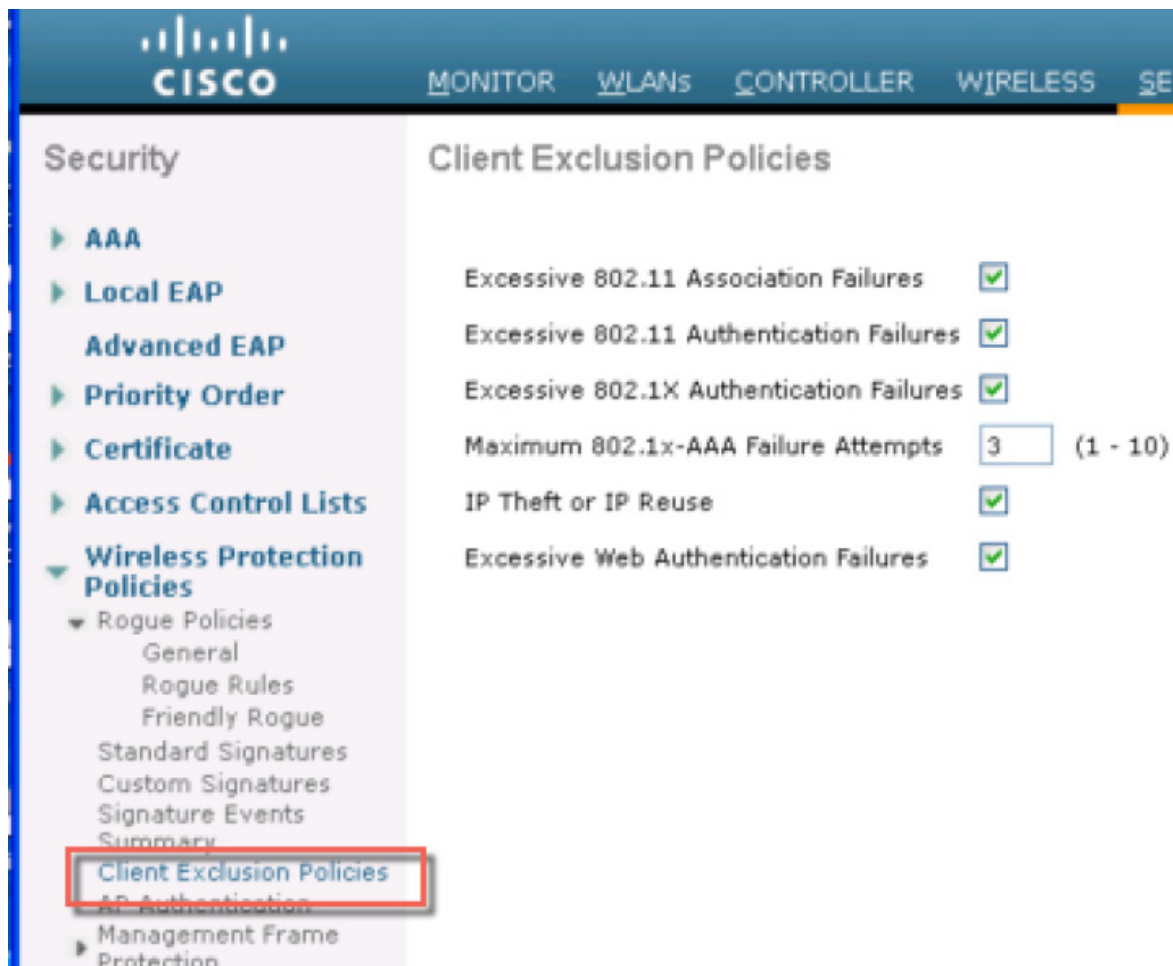 CISCO
MONITOR WLANs CONTROLLER WIRELESS SE
Security
AAA
Local EAP
Advanced EAP
Priority Order
Certificate
Access Control Lists
Wireless Protection
Policies
Rogue Policies
General
Rogue Rules
Friendly Rogue
Standard Signatures
Custom Signatures
Signature Events
Summary
Client Exclusion Policies
AP Authentication
Management Frame
Protection
Client Exclusion Policies
Excessive 802.11 Association Failures
Excessive 802.11 Authentication Failures
Excessive 802.1X Authentication Failures
Maximum 802.1x-AAA Failure Attempts 3 (1 - 10)
IP Theft or IP Reuse
Excessive Web Authentication Failures